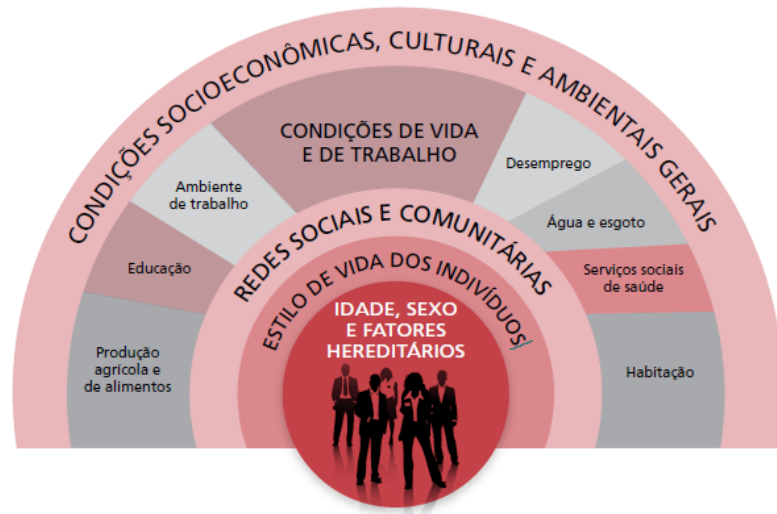 CONDIÇÕES SOCIOECONÔMICAS, CULTURAIS E AMBIENTAIS GERAIS
CONDIÇÕES DE VIDA
E DE TRABALHO
Desemprego
Ambiente
de trabalho
Água e esgoto
REDES SOCIAIS E COMUNITÁRIAS
Educação
Serviços sociais
de saúde
ESTILO DE VIDA DOS INDIVÍDUOS
IDADE, SEXO
E FATORES
HEREDITÁRIOS
Produção
agrícola e
de alimentos
Habitação